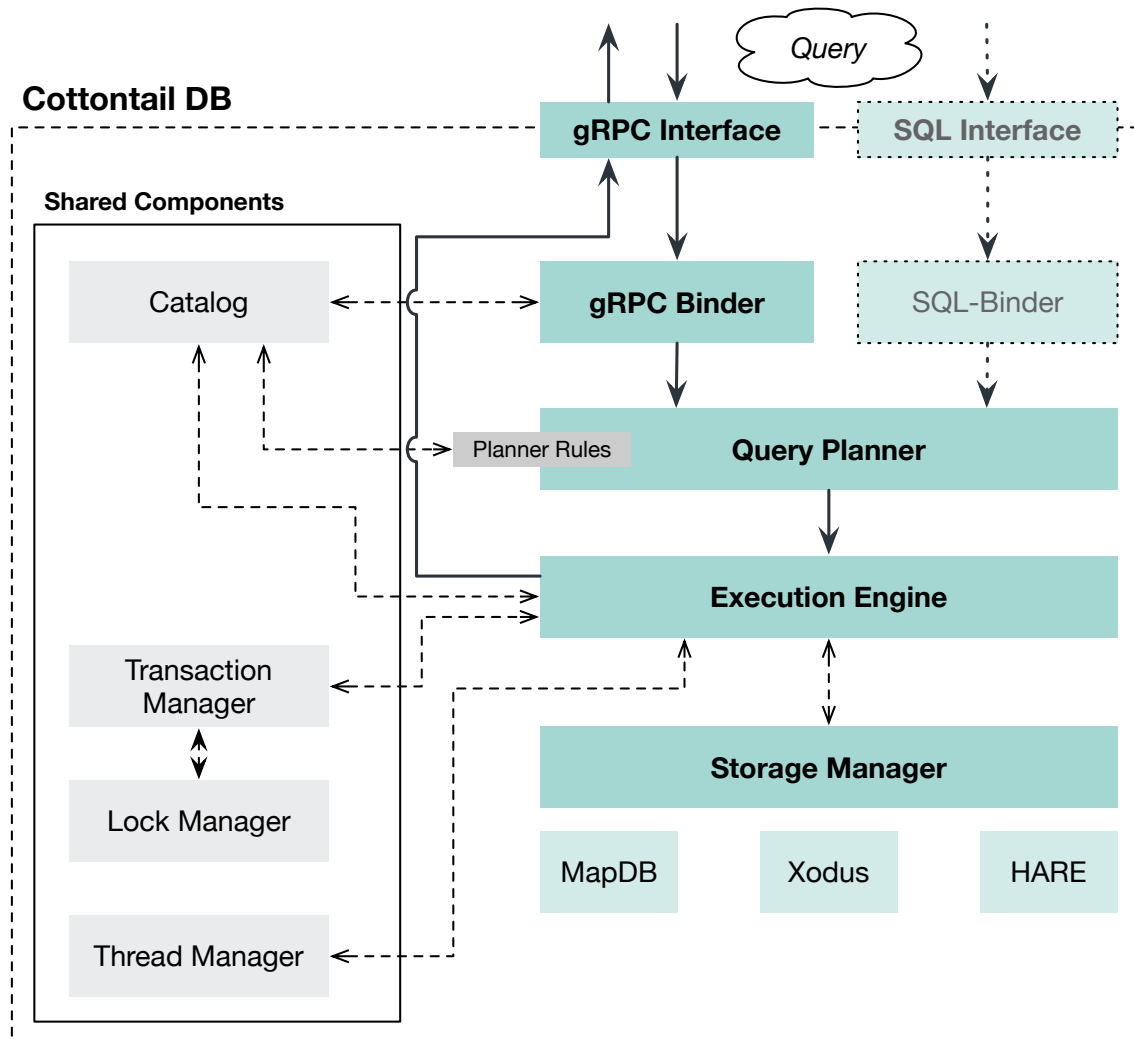 Query
Cottontail DB
gRPC Interface
SQL Interface
Shared Components
Catalog
gRPC Binder
SQL-Binder
Planner Rules
Query Planner
Execution Engine
Transaction
Manager
Storage Manager
Lock Manager
MapDB
Xodus
HARE
Thread Manager